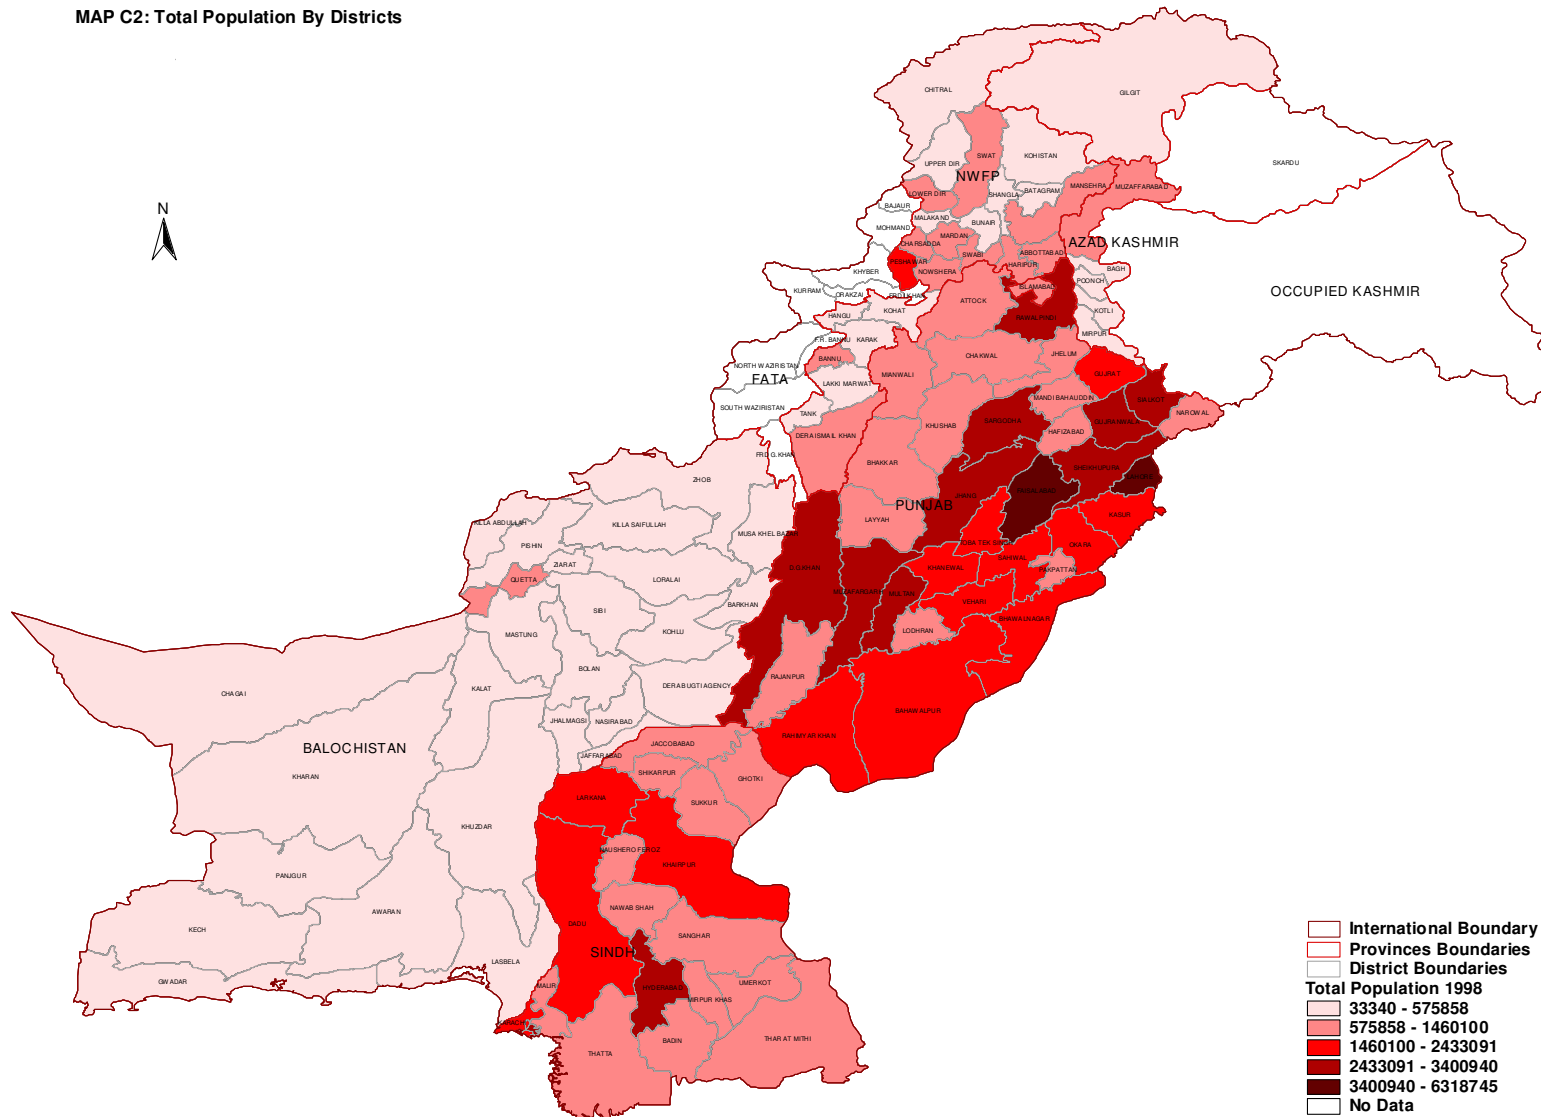 MAP C2: Total Population By Districts
N
CHITRAL
GILGIT
UPPER DIR
SWAT
KOHISTAN
SKARDU
NWFP
LOWER DIR
SHANGLA
BATAGRAM
MANSEHRA
MUZAFFARABAD
BAJAUR
MALAKAND
BUNAIR
MOHMAND
CHARSADDA
MARDAN
AZAD KASHMIR
SWABI
ABBOTTABAD
PESHAWAR
NOWSHERA
HARIPUR
BAGH
KHYBER
POONCH
KURRAM
ORAKZAI
ISLAMABAD
OCCUPIED KASHMIR
HANGU
KOHAT
ATTOCK
RAWALPINDI
KOTLI
MIRPUR
F.R. BANNU
KARAK
BANNU
CHAKWAL
JHELUM
NORTH WAZIRISTAN
MIANWALI
GUJRAT
FATA
LAKKI MARWAT
MANDI BAHAUDDIN
SIALKOT
SOUTH WAZIRISTAN
TANK
NAROWAL
SARGODHA
GUJRANWALA
KHUSHAB
HAFIZABAD
DERA ISMAIL KHAN
FRD G.KHAN
BHAKKAR
SHEIKHUPURA
ZHOB
FAISALABAD
LAHORE
JHANG
PUNJAB
KASUR
LAYYAH
KILLA ABDULLAH
KILLA SAIFULLAH
MUSA KHEL BAZAR
TOBA TEK SINGH
OKARA
PISHIN
SAHIWAL
ZIARAT
KHANEWAL
PAKPATTAN
D.G.KHAN
QUETTA
LORALAI
MUZAFARGARH
MULTAN
VEHARI
SIBI
BARKHAN
BHAWALNAGAR
MASTUNG
KOHLU
LODHRAN
BOLAN
RAJANPUR
KALAT
DERA BUGTI AGENCY
CHAGAI
BAHAWALPUR
JHALMAGSI
NASIRABAD
RAHIMYAR KHAN
BALOCHISTAN
JACCOBABAD
JAFFARABAD
KHARAN
SHIKARPUR
GHOTKI
LARKANA
SUKKUR
KHUZDAR
NAUSHERO FEROZ
KHAIRPUR
PANJGUR
AWARAN
NAWAB SHAH
DADU
KECH
SANGHAR
SINDH
LASBELA
GWADAR
MALIR
HYDERABAD
UMERKOT
MIRPUR KHAS
KARACHI
BADIN
THAR AT MITHI
THATTA
International Boundary
Provinces Boundaries
District Boundaries
Total Population 1998
33340 - 575858
575858 - 1460100
1460100 - 2433091
2433091 - 3400940
3400940 - 6318745
No Data